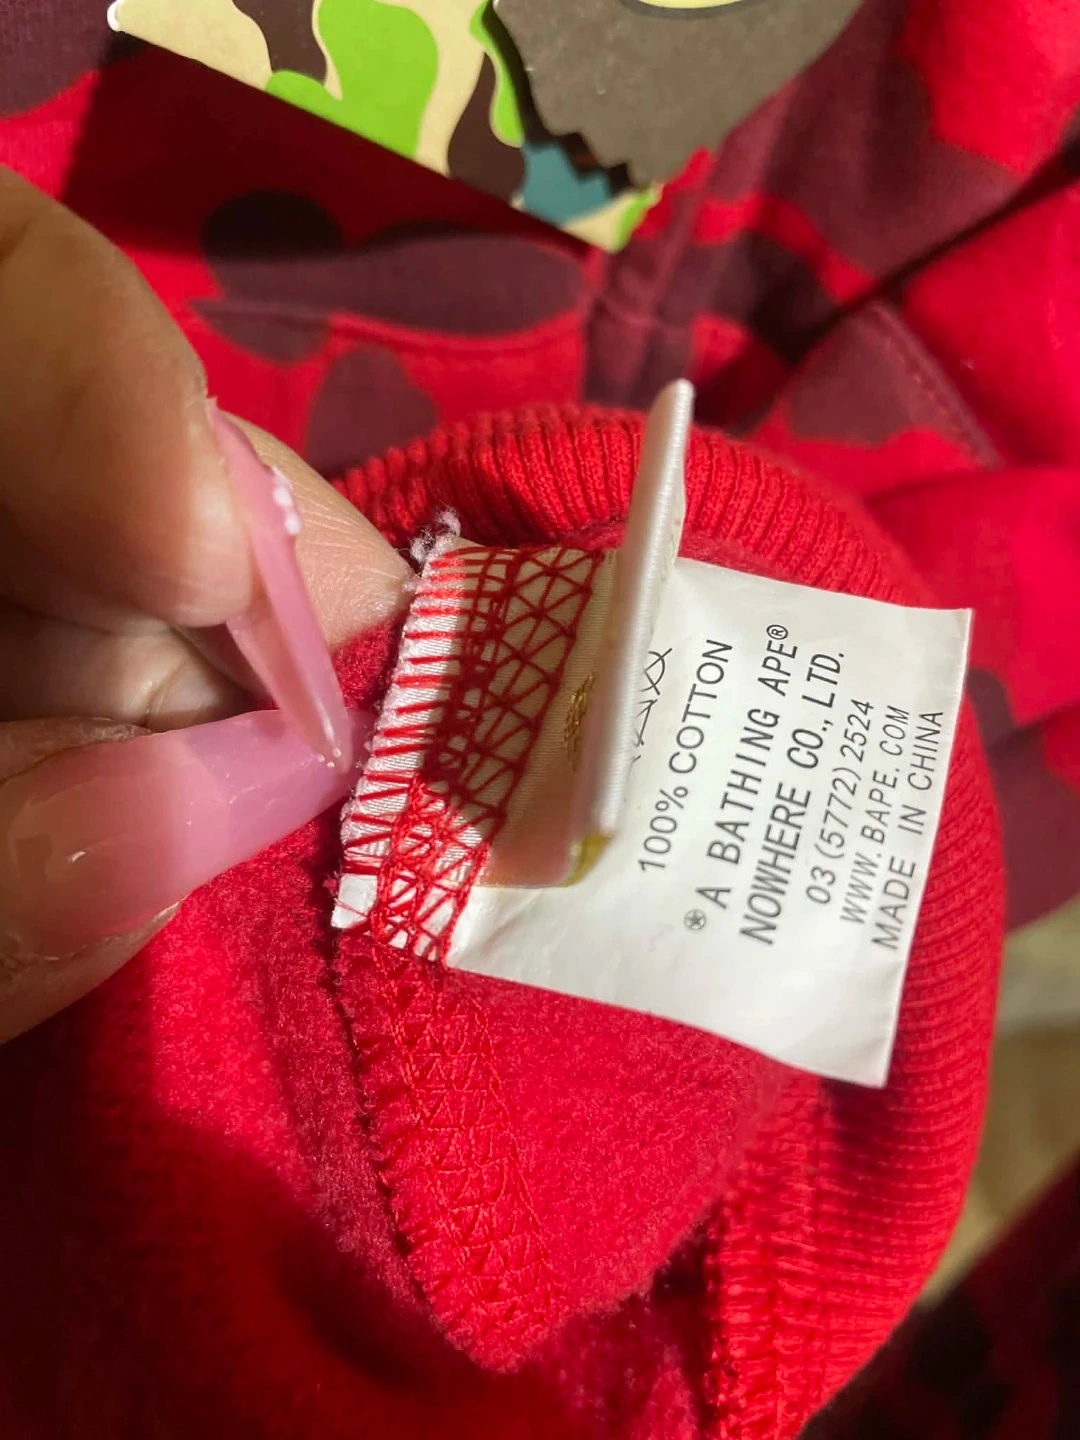 100% COTTON
® A BATHING APE®
NOWHERE CO., LTD.
03 (5772) 2524
WWW. BAPE. COM
MADE IN CHINA